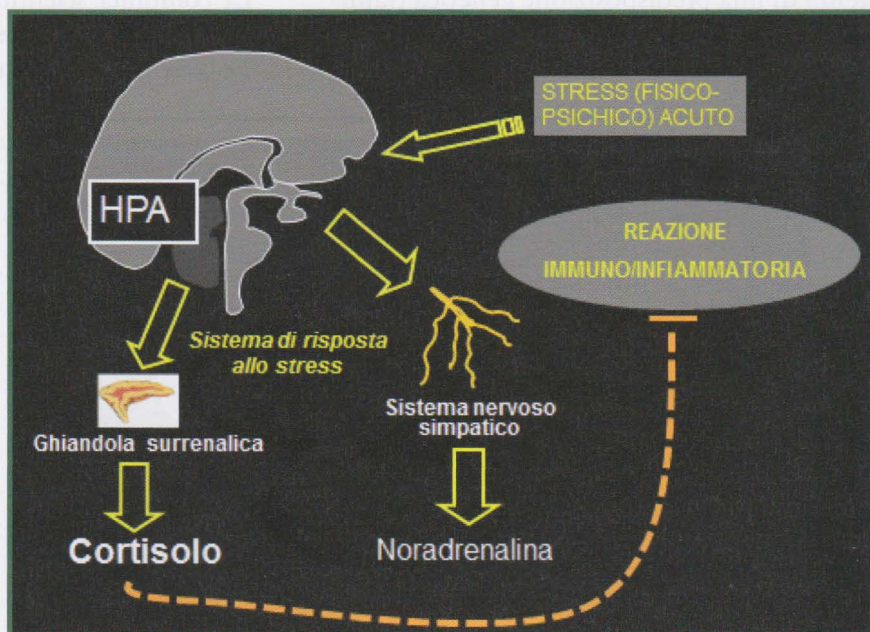 STRESS (FISICO-
PSICHICO) ACUTO
HPA
REAZIONE
IMMUNO/INFIAMMATORIA
Sistema di risposta
allo stress
Ghiandola surrenalica
Sistema nervoso
simpatico
Cortisolo
Noradrenalina